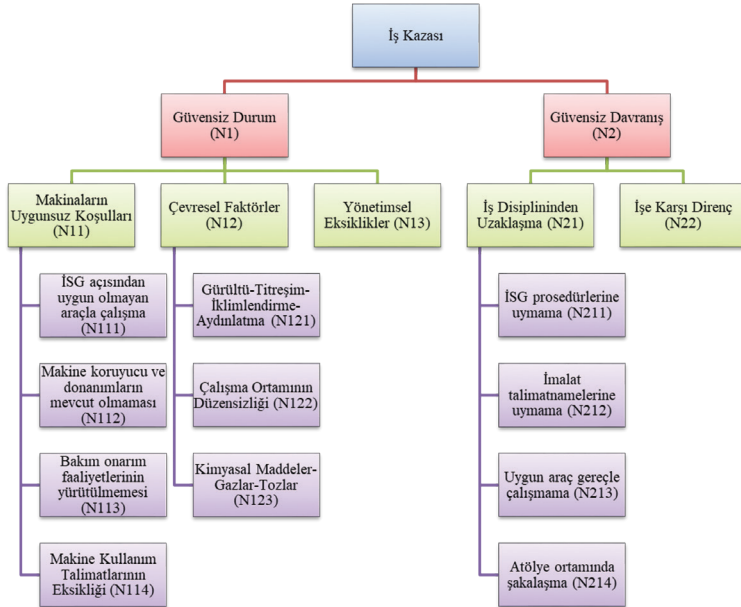 İş Kazası
Güvensiz Durum
(N1)
Güvensiz Davranış
(N2)
Makinaların
Uygunsuz Koşulları
(N11)
Çevresel Faktörler
(N12)
Yönetimsel
Eksiklikler (N13)
İş Disiplininden
Uzaklaşma (N21)
İşe Karşı Direnç
(N22)
İSG açısından
uygun olmayan
araçla çalışma
(N111)
Makine koruyucu ve
donanımların
mevcut olmaması
(N112)
Bakım onarım
faaliyetlerinin
yürütülmemesi
(N113)
Makine Kullanım
Talimatlarının
Eksikliği (N114)
Gürültü-Titreşim-
İklimlendirme-
Aydınlatma (N121)
Çalışma Ortamının
Düzensizliği (N122)
Kimyasal Maddeler-
Gazlar-Tozlar
(N123)
İSG prosedürlerine
uymama (N211)
İmalat
talimatnamelerine
uymama (N212)
Uygun araç gereçle
çalışmama (N213)
Atölye ortamında
şakalaşma (N214)